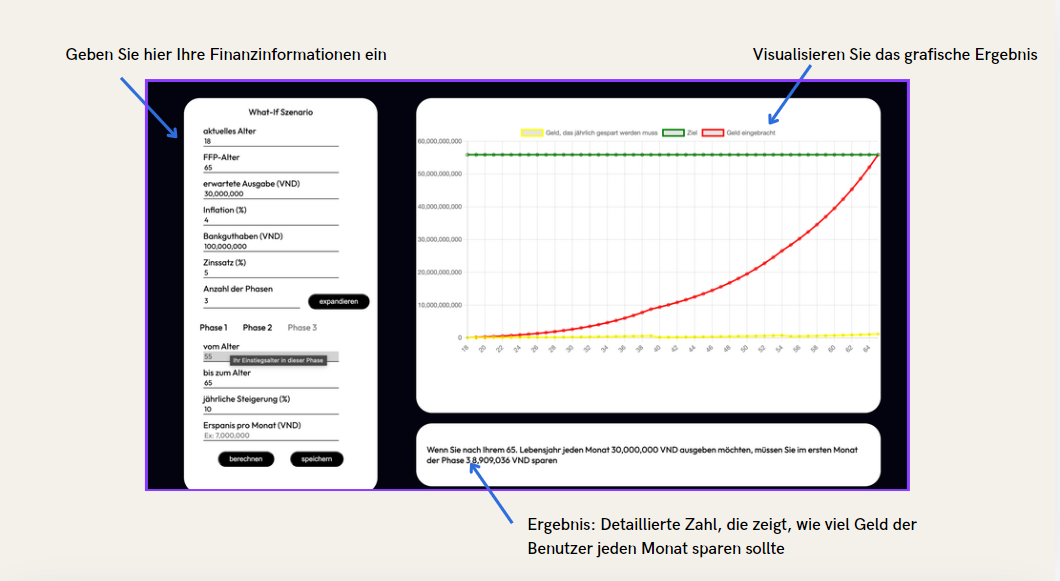 Geben Sie hier Ihre Finanzinformationen ein
Visualisieren Sie das grafische Ergebnis
What-If Szenario
aktuelles Alter
18
FFP-Alter
65
erwartete Ausgabe (VND)
30,000,000
Inflation (%)
4
Bankguthaben (VND)
100,000,000
Zinssatz (%)
5
Anzahl der Phasen
3
expandieren
Phase 1 Phase 2 Phase 3
vom Alter
55
Ihr Einstiegsalter in dieser Phase
bis zum Alter
65
jährliche Steigerung (%)
10
Erspanis pro Monat (VND)
Ex: 7,000,000
berechnen speichern
Geld, das jährlich gespart werden muss Ziel Geld eingebracht
60,000,000,000
50,000,000,000
40,000,000,000
30,000,000,000
20,000,000,000
10,000,000,000
0
18 20 22 24 26 28 30 32 34 36 38 40 42 44 46 48 50 52 54 56 58 60 62 64
Wenn Sie nach Ihrem 65. Lebensjahr jeden Monat 30,000,000 VND ausgeben möchten, müssen Sie im ersten Monat
der Phase 3,8,909,036 VND sparen
Ergebnis: Detaillierte Zahl, die zeigt, wie viel Geld der
Benutzer jeden Monat sparen sollte